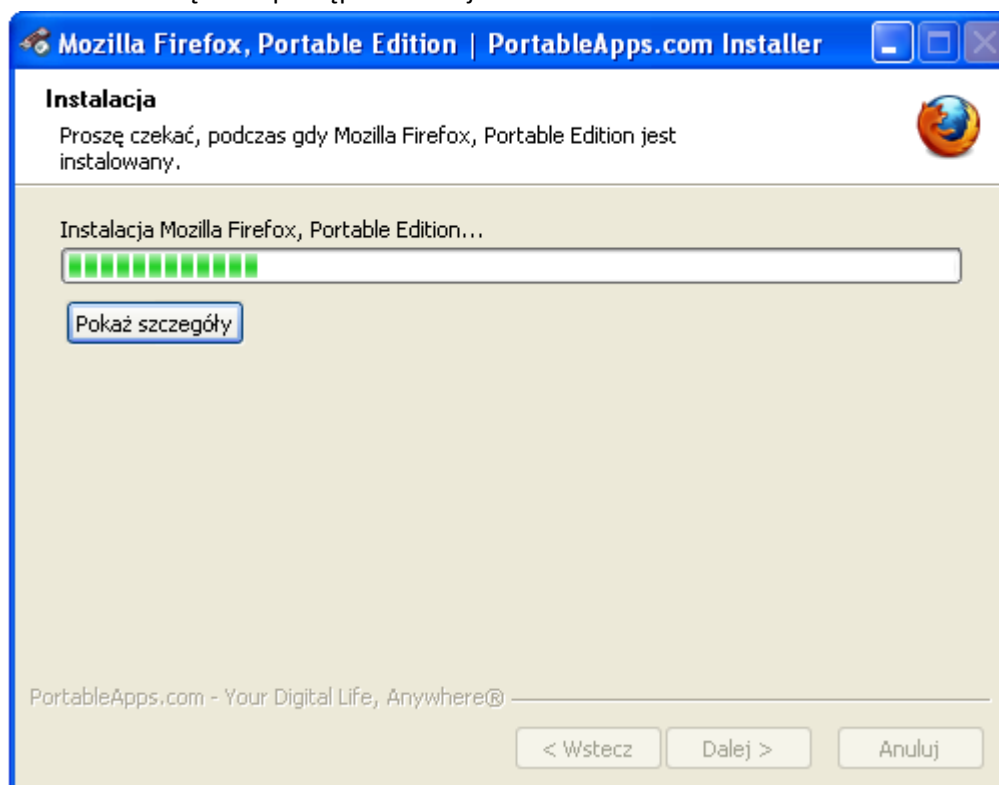 Mozilla Firefox, Portable Edition | PortableApps.com Installer
Instalacja
Proszę czekać, podczas gdy Mozilla Firefox, Portable Edition jest
instalowany.
Instalacja Mozilla Firefox, Portable Edition...
Pokaż szczegóły
PortableApps.com - Your Digital Life, Anywhere®
< Wstecz
Dalej >
Anuluj